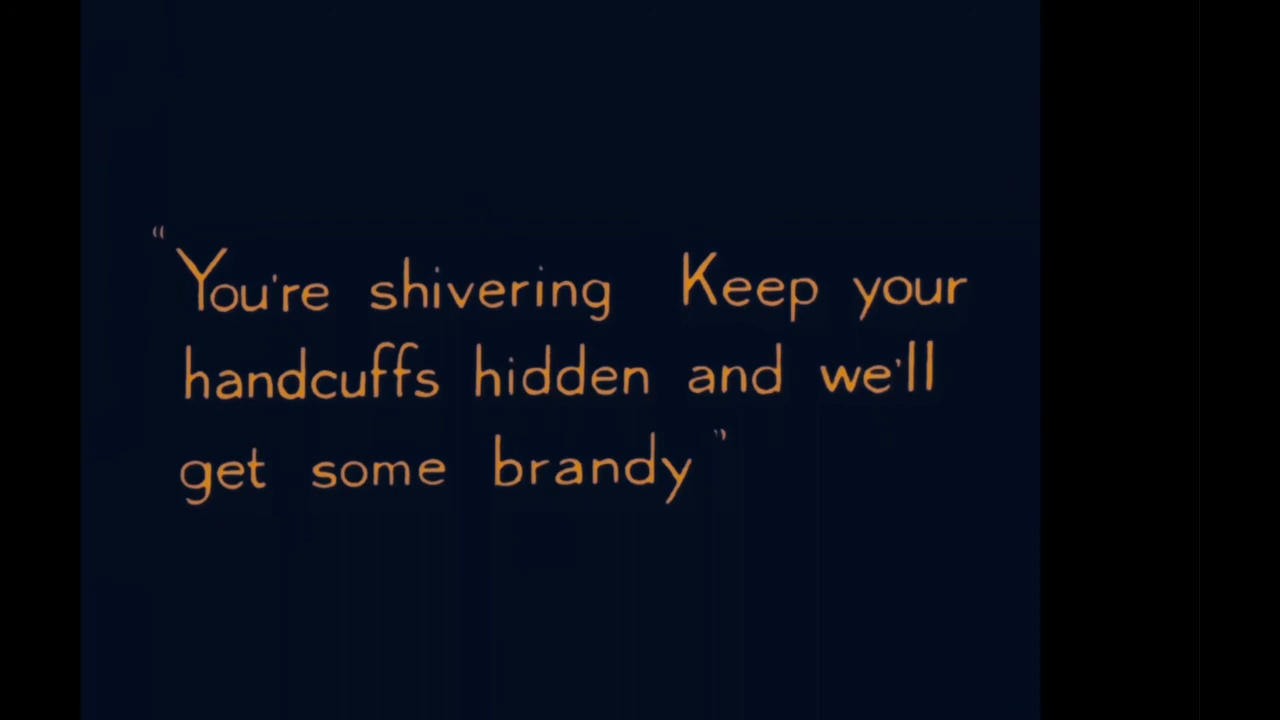 “You're shivering Keep your
handcuffs hidden and we'll
get some brandy”